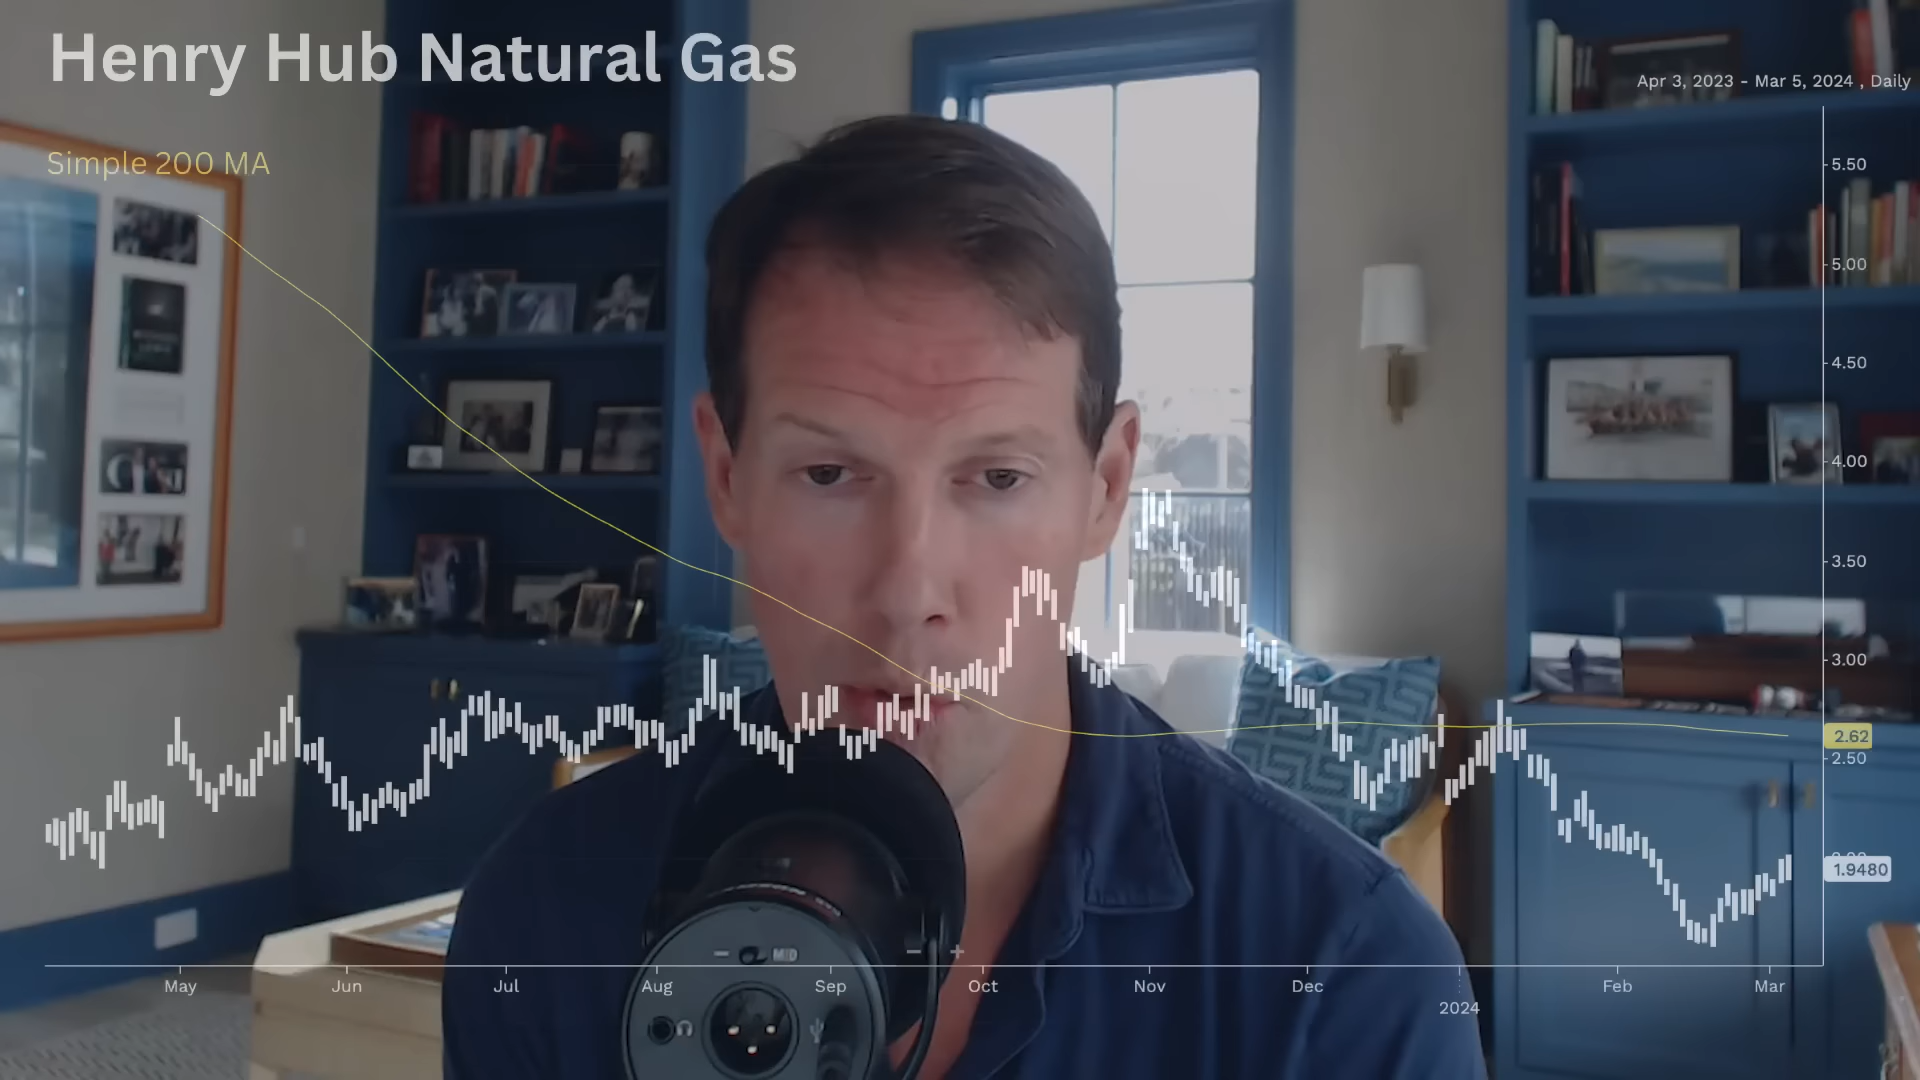 Henry Hub Natural Gas
Apr 3, 2023 - Mar 5, 2024 , Daily
Simple 200 MA
5.50
5.00
4.50
4.00
3.50
3.00
2.62
2.50
1.9480
MID
May Jun Jul Aug Sep Oct Nov Dec Feb Mar
2024